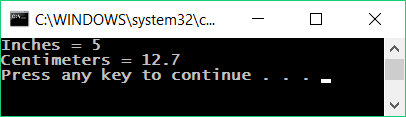 C:\WINDOWS\system32\c...
Inches = 5
Centimeters = 12.7
Press any key to continue . . .